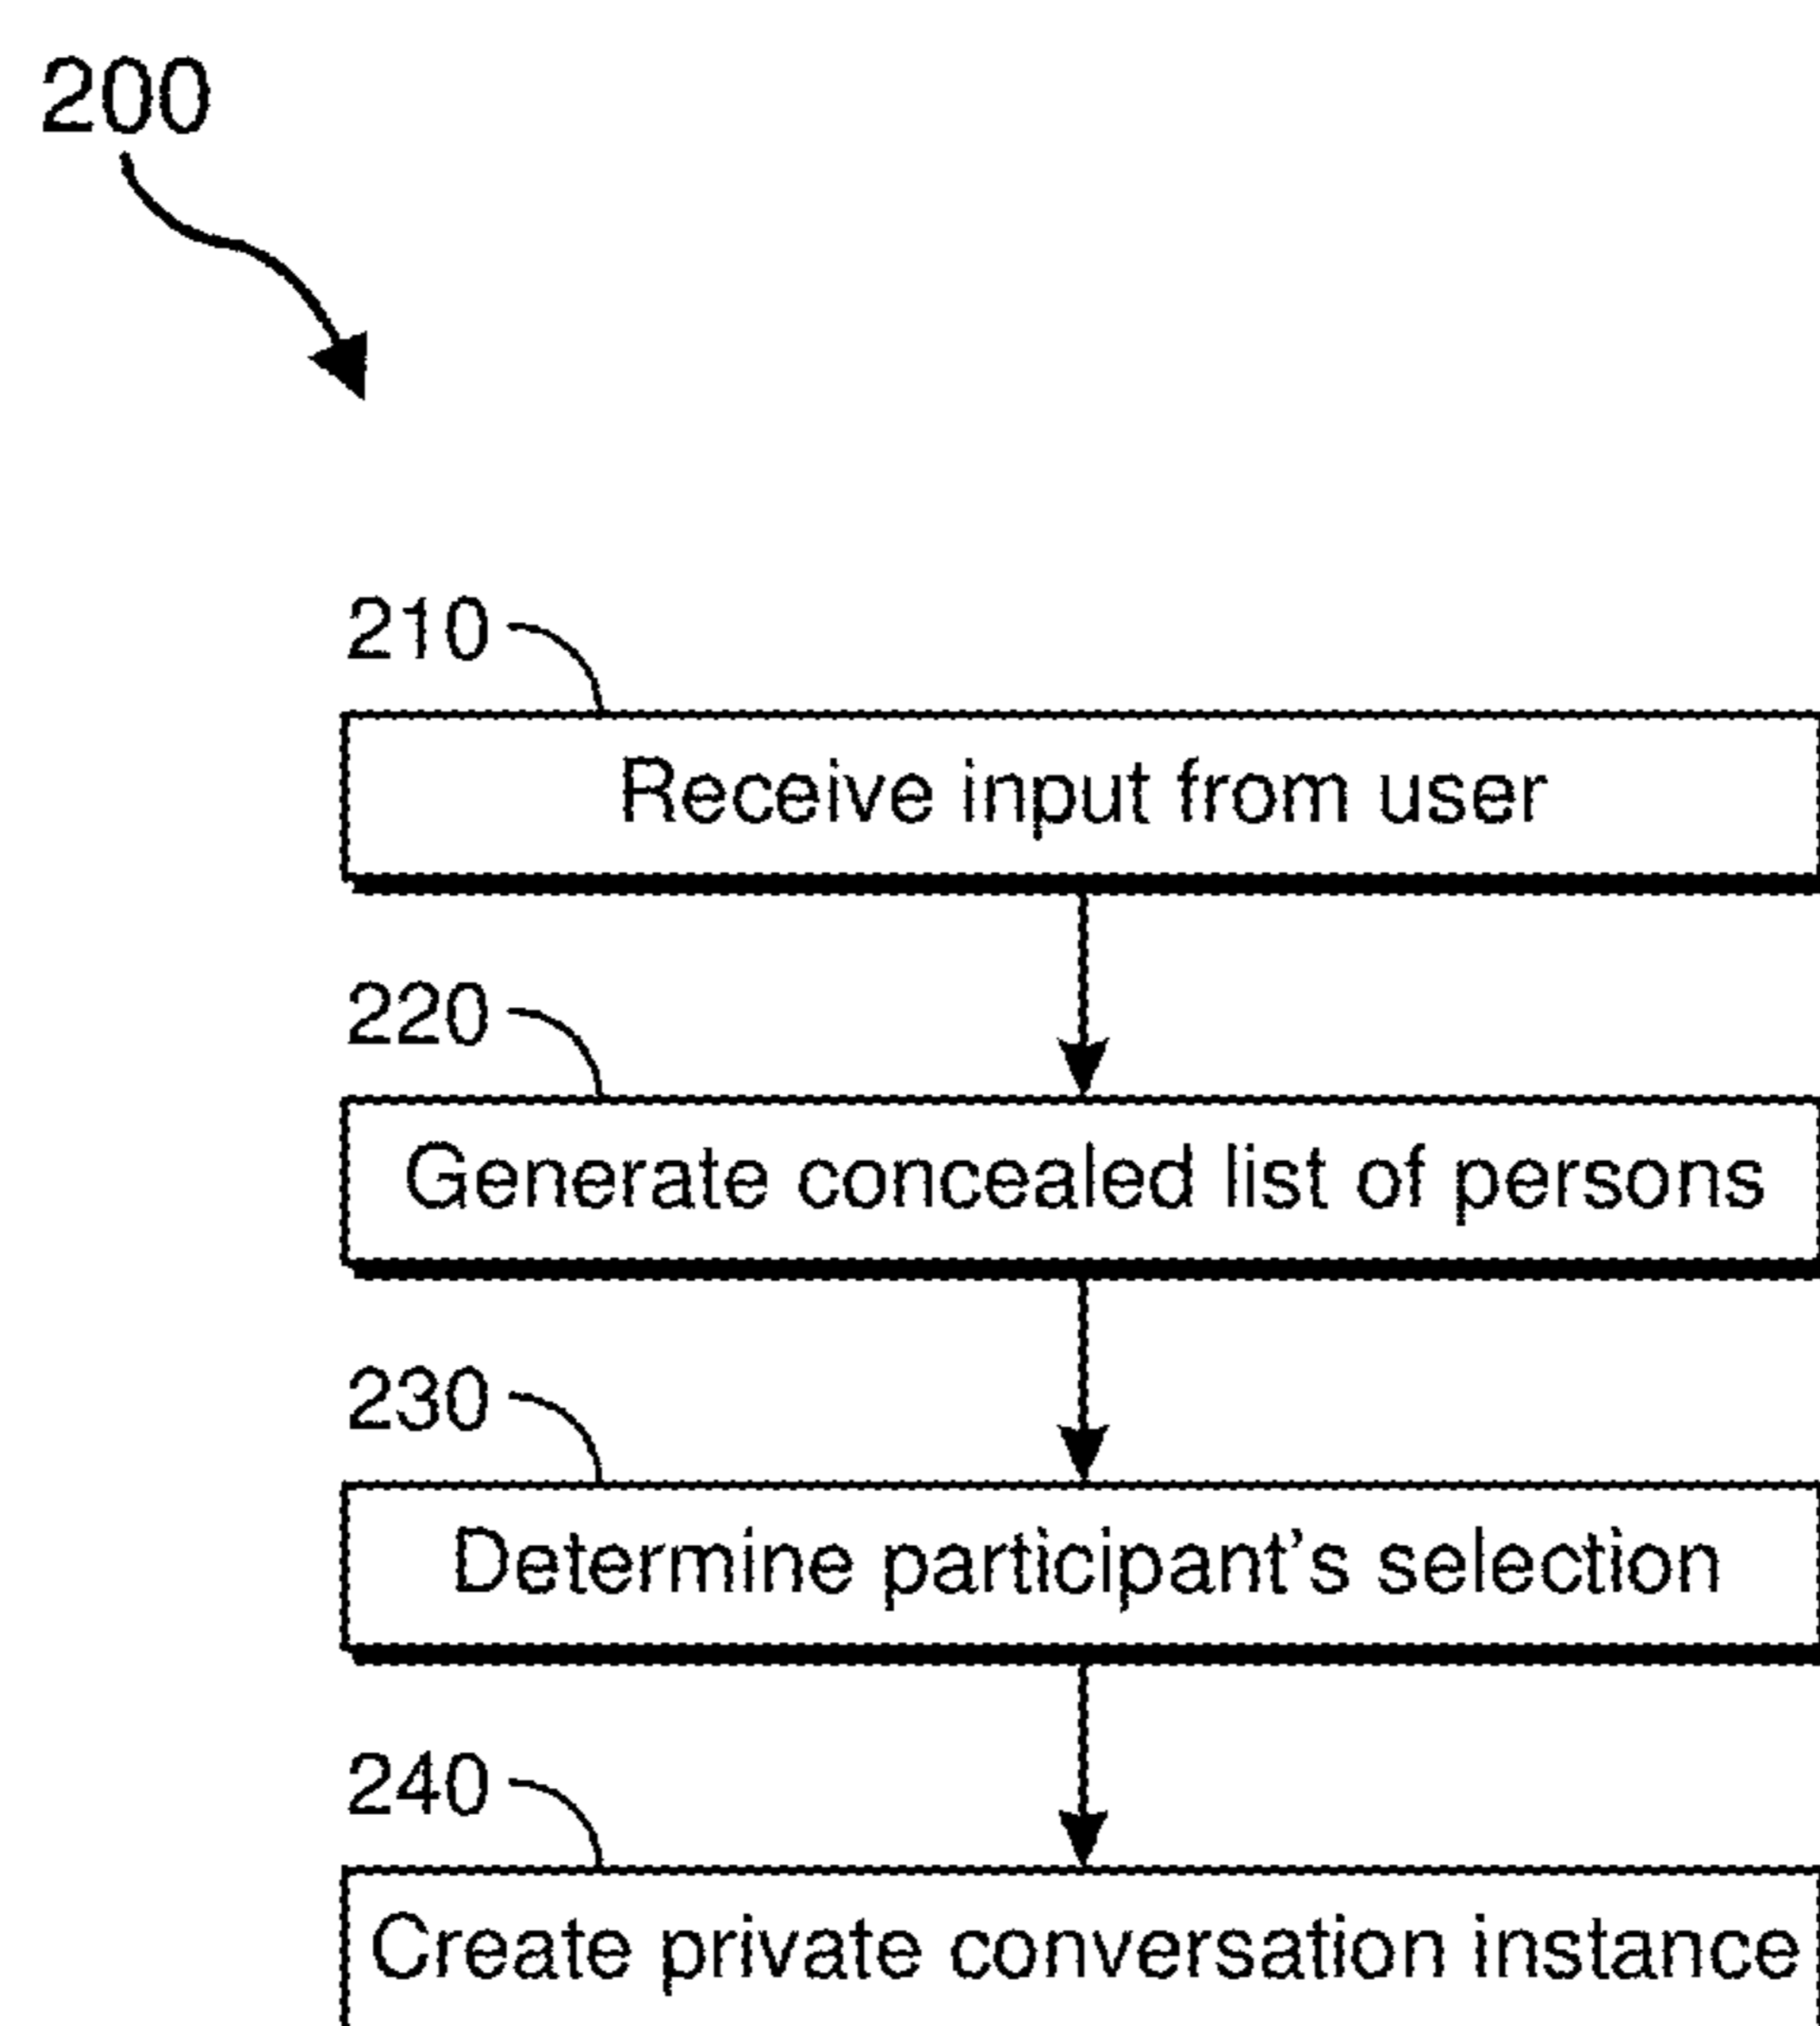 200
210
Receive input from user
220
Generate concealed list of persons
230
Determine participant’s selection
240
Create private conversation instance